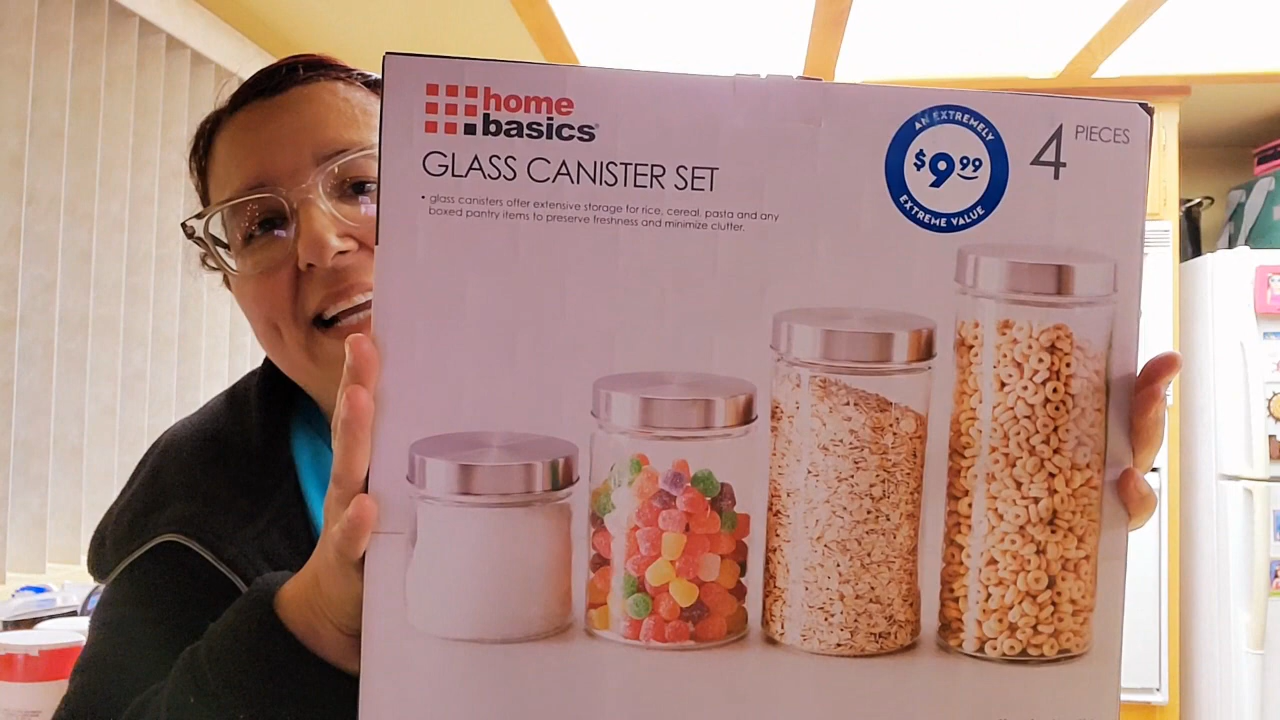 home
basics
GLASS CANISTER SET
• glass canisters offer extensive storage for rice, cereal, pasta and any
boxed pantry items to preserve freshness and minimize clutter.
AN EXTREMELY
$9.99
EXTREME VALUE
4 PIECES